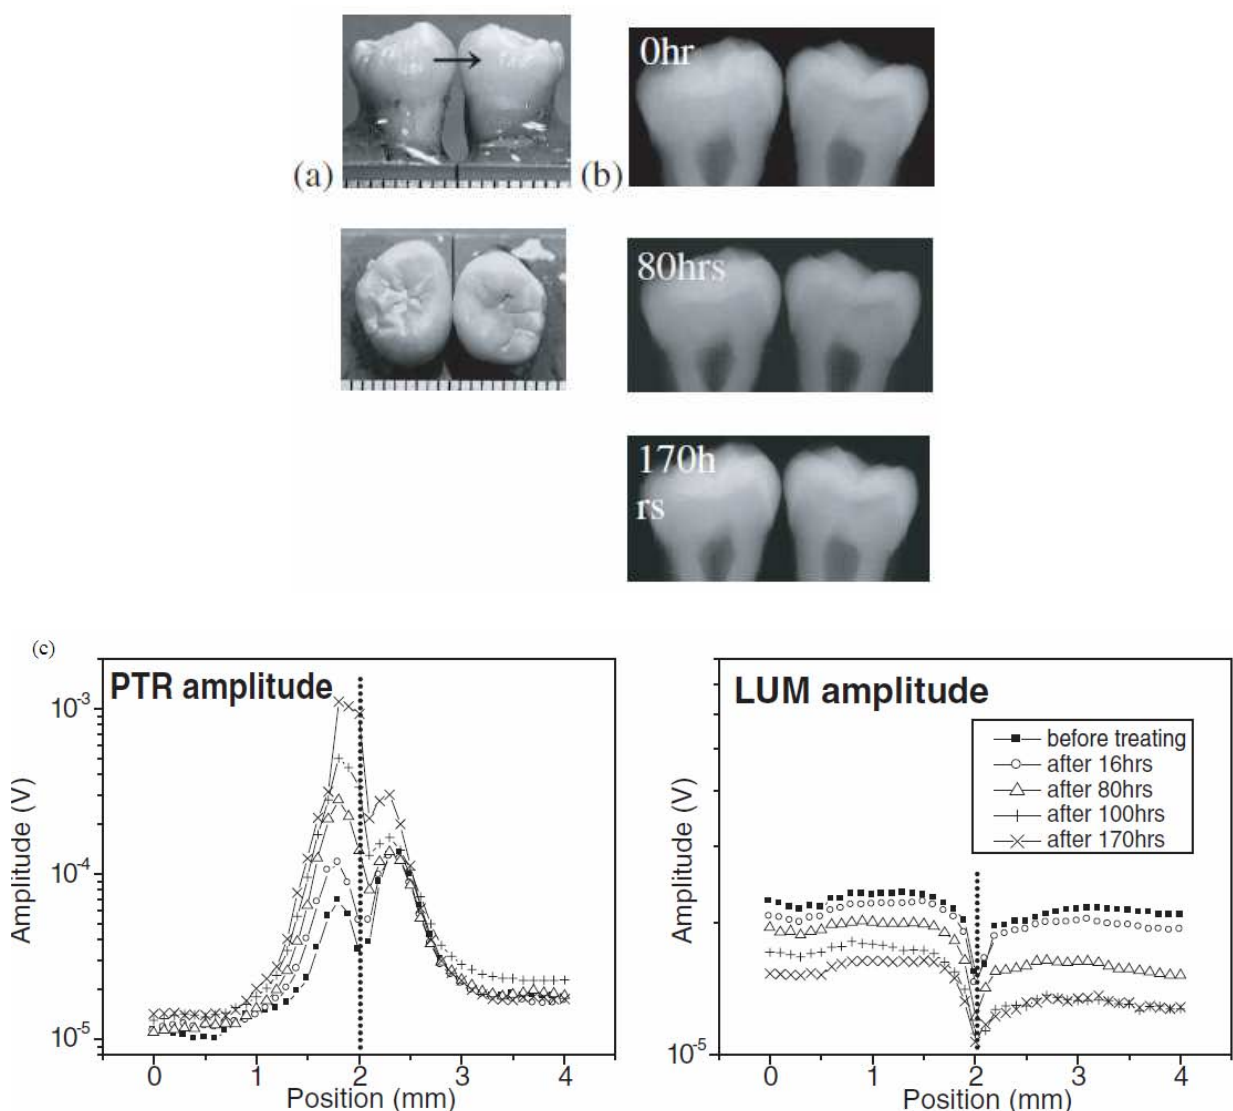 (a)
(b)
0hr
80hrs
170h
rs
(c)
PTR amplitude
Amplitude (V)
10-3
10-4
10-5
0 1 2 3 4
Position (mm)
LUM amplitude
before treating
after 16hrs
after 80hrs
after 100hrs
after 170hrs
Amplitude (V)
10-5
0 1 2 3 4
Position (mm)